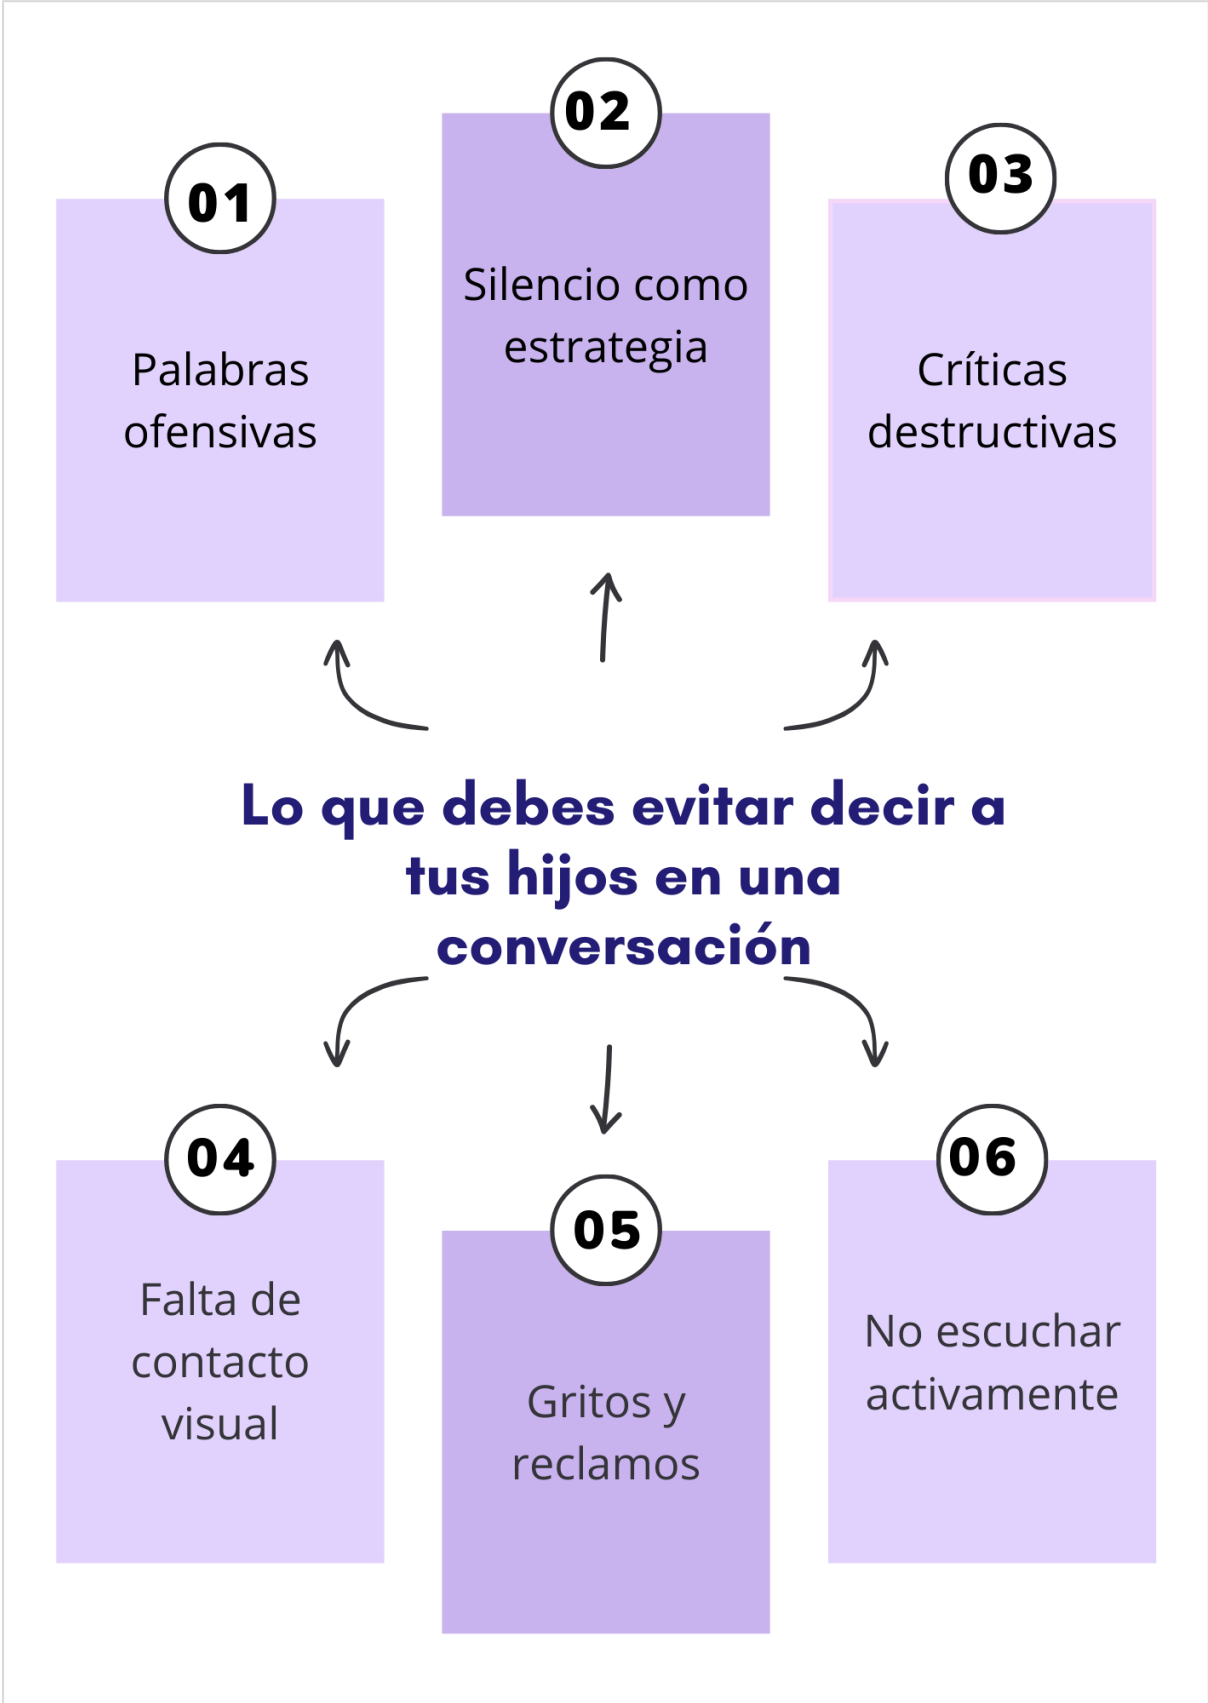 01
Palabras
ofensivas
02
Silencio como
estrategia
03
Críticas
destructivas
Lo que debes evitar decir a
tus hijos en una
conversación
04
Falta de
contacto
visual
05
Gritos y
reclamos
06
No escuchar
activamente